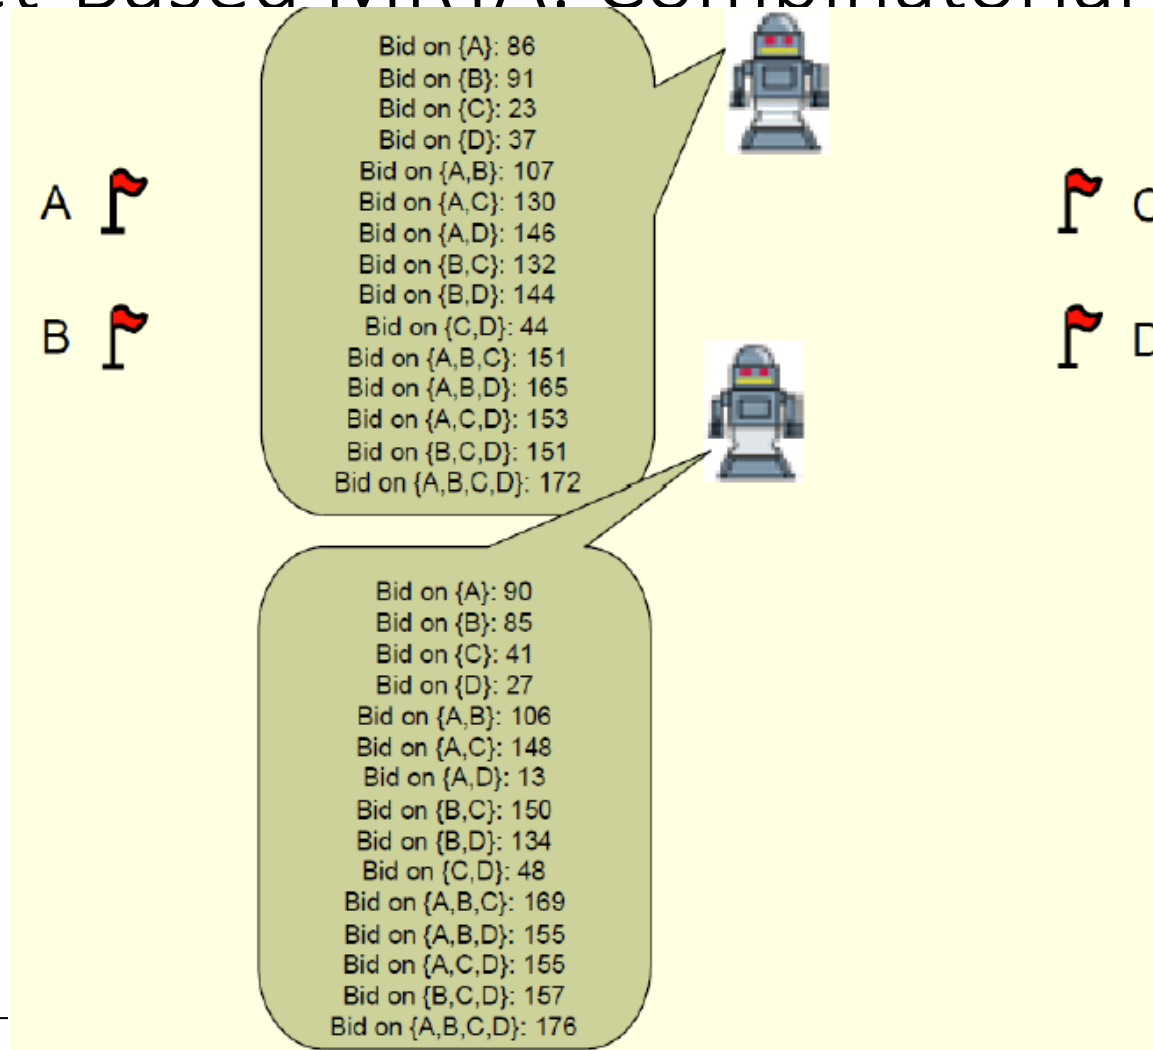 Based MRTA: Combinatorial
Bid on {A}: 86
Bid on {B}: 91
Bid on {C}: 23
Bid on {D}: 37
Bid on {A,B}: 107
Bid on {A,C}: 130
Bid on {A,D}: 146
Bid on {B,C}: 132
Bid on {B,D}: 144
Bid on {C,D}: 44
Bid on {A,B,C}: 151
Bid on {A,B,D}: 165
Bid on {A,C,D}: 153
Bid on {B,C,D}: 151
Bid on {A,B,C,D}: 172
A
B
C
D
Bid on {A}: 90
Bid on {B}: 85
Bid on {C}: 41
Bid on {D}: 27
Bid on {A,B}: 106
Bid on {A,C}: 148
Bid on {A,D}: 13
Bid on {B,C}: 150
Bid on {B,D}: 134
Bid on {C,D}: 48
Bid on {A,B,C}: 169
Bid on {A,B,D}: 155
Bid on {A,C,D}: 155
Bid on {B,C,D}: 157
Bid on {A,B,C,D}: 176